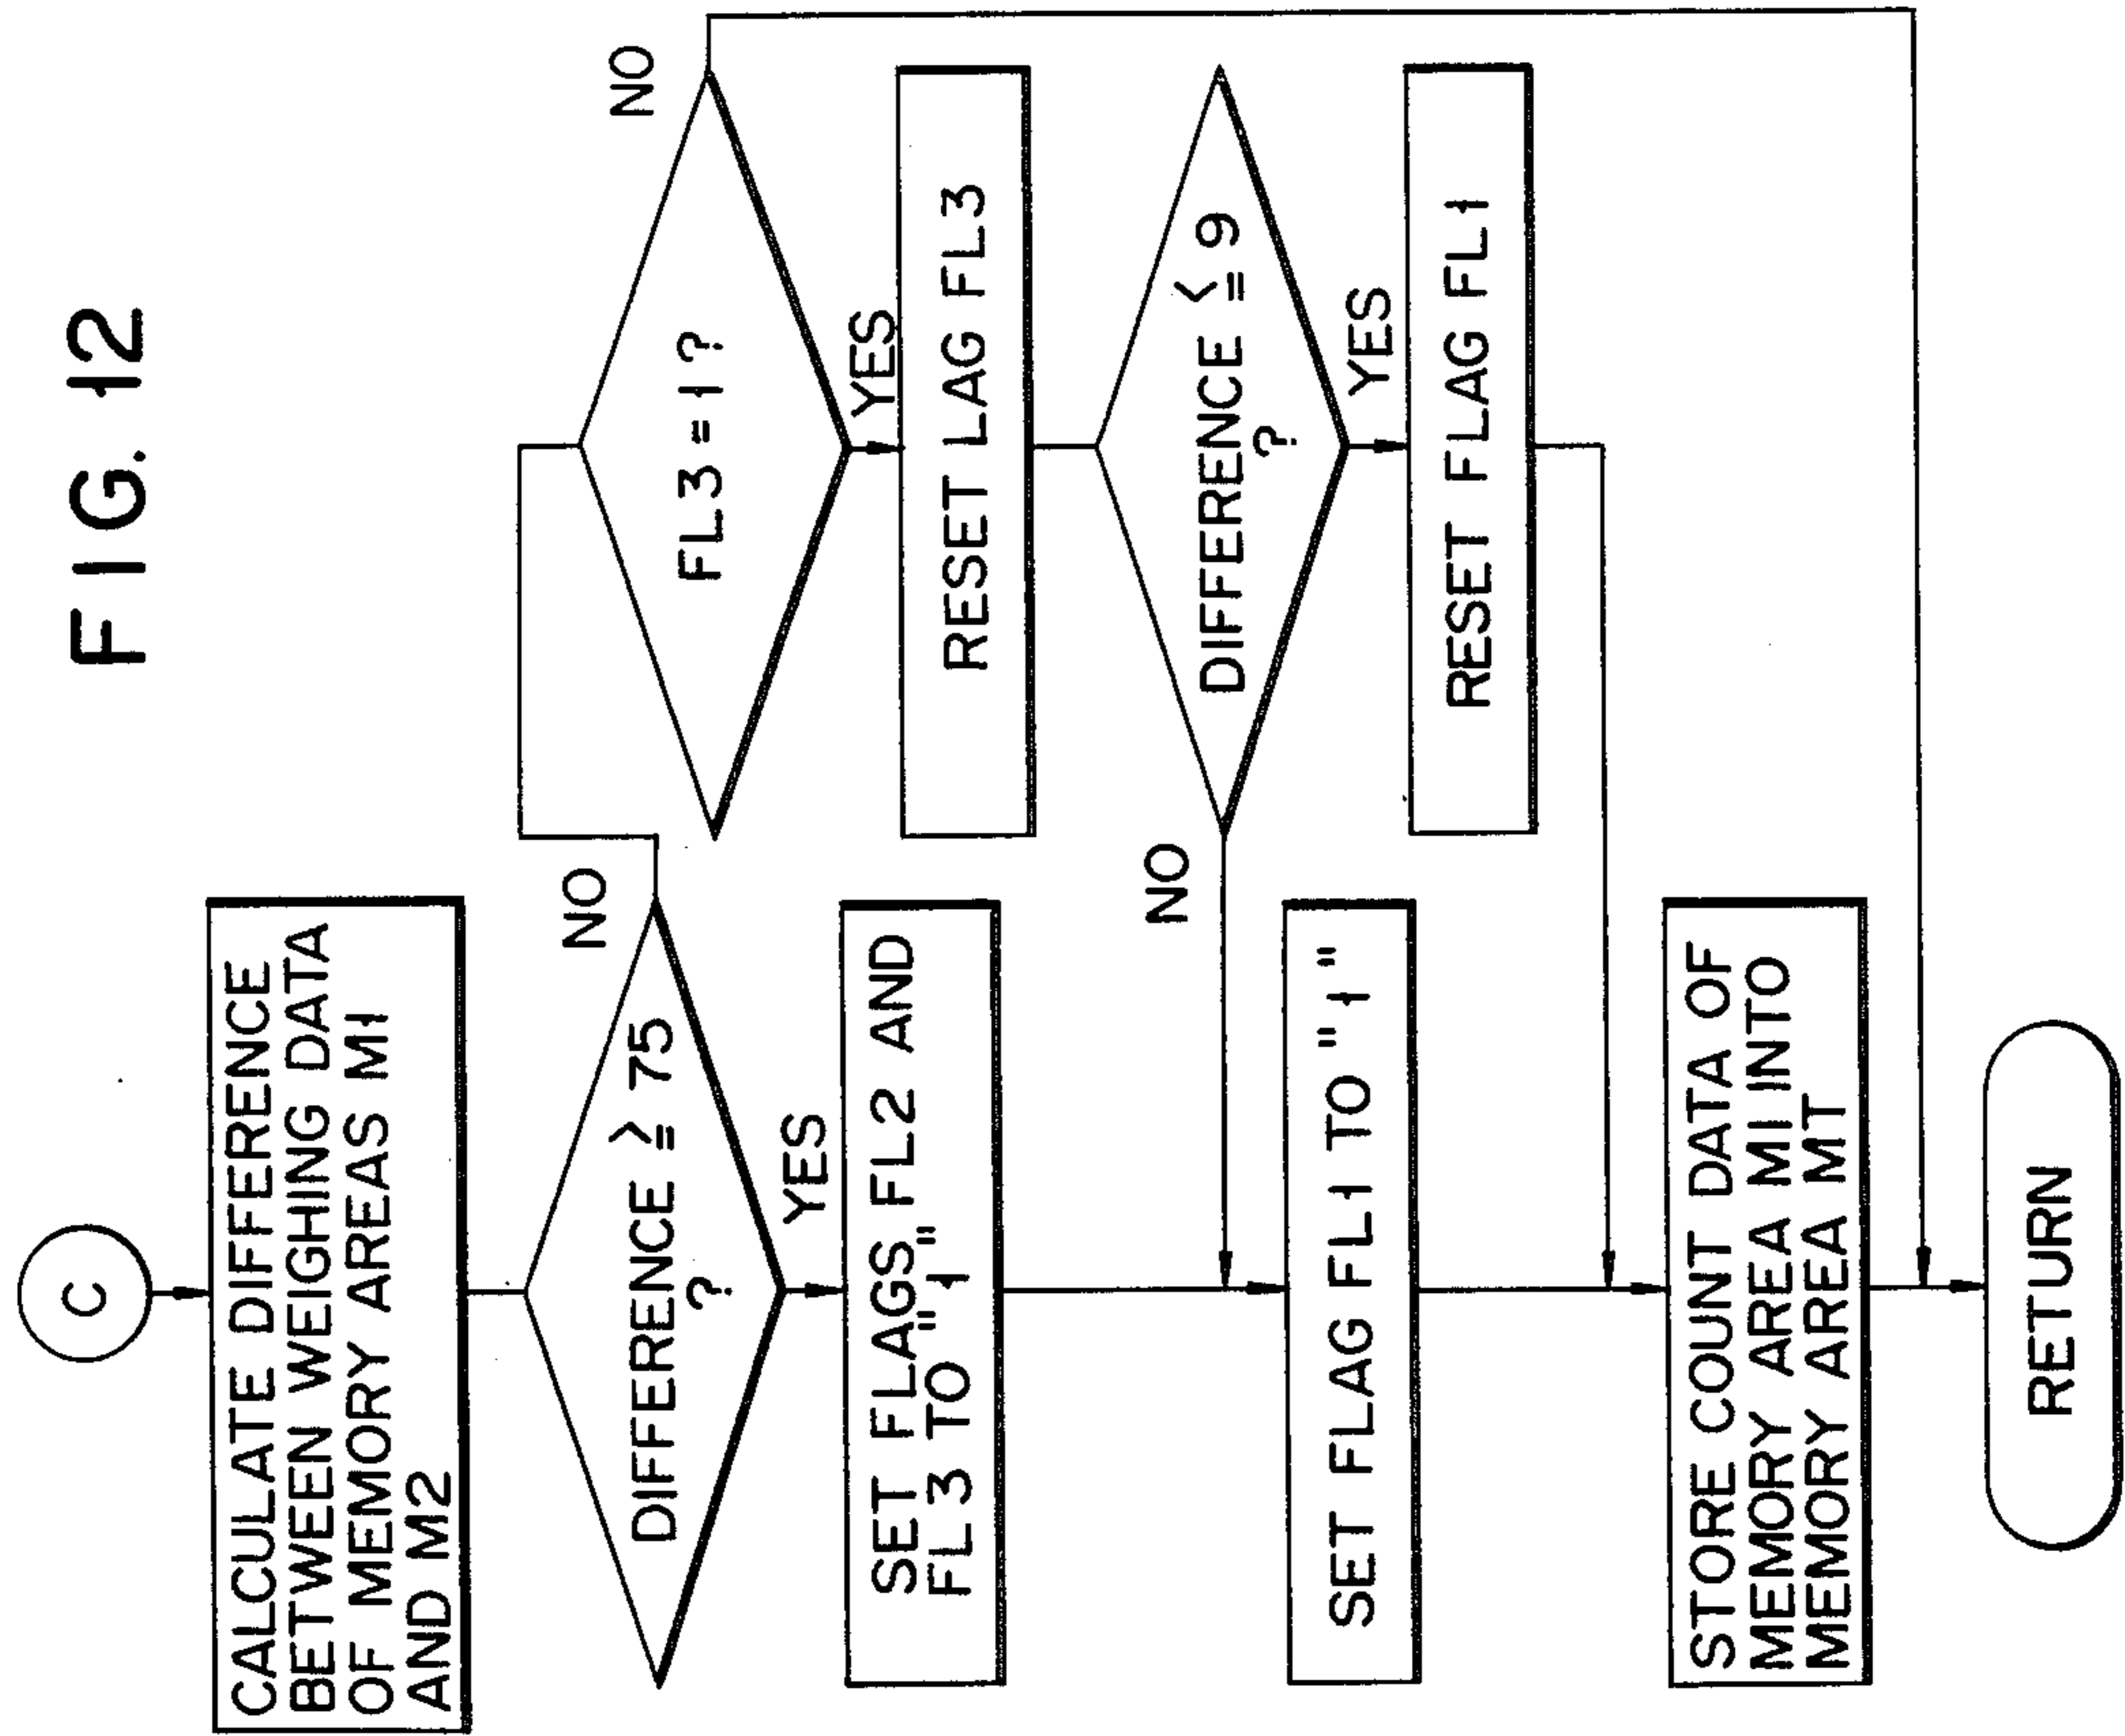 FIG. 12
C
CALCULATE DIFFERENCE
BETWEEN WEIGHING DATA
OF MEMORY AREAS M1
AND M2
DIFFERENCE ≧ 75
?
NO
YES
SET FLAGS FL2 AND
FL3 TO "1"
SET FLAG FL1 TO "1"
STORE COUNT DATA OF
MEMORY AREA MI INTO
MEMORY AREA MT
RETURN
FL3 = 1 ?
NO
YES
RESET LAG FL3
DIFFERENCE ≦ 9
?
NO
YES
RESET FLAG FL1